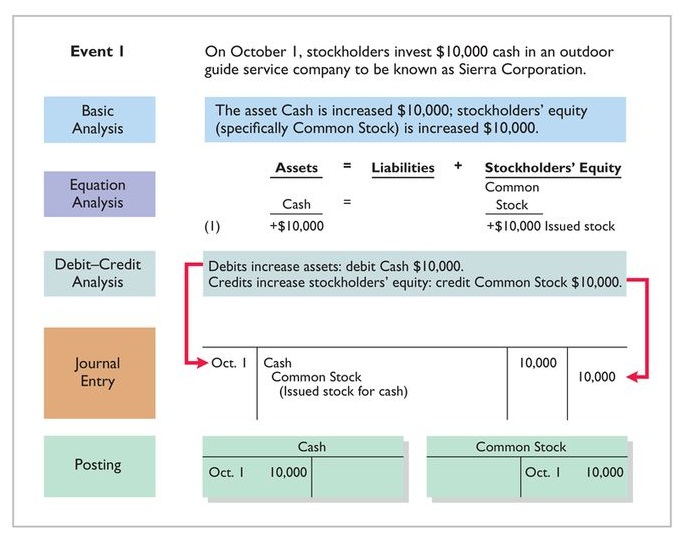 Event 1
On October 1, stockholders invest $10,000 cash in an outdoor
guide service company to be known as Sierra Corporation.
Basic
Analysis
The asset Cash is increased $10,000; stockholders' equity
(specifically Common Stock) is increased $10,000.
Equation
Analysis
Assets = Liabilities + Stockholders' Equity
Common
Cash = Stock
(1) +$10,000 +$10,000 Issued stock
Debit–Credit
Analysis
Debits increase assets: debit Cash $10,000.
Credits increase stockholders' equity: credit Common Stock $10,000.
Journal
Entry
Oct. 1 Cash 10,000
Common Stock 10,000
(Issued stock for cash)
Posting
Cash
Oct. 1 10,000
Common Stock
Oct. 1 10,000